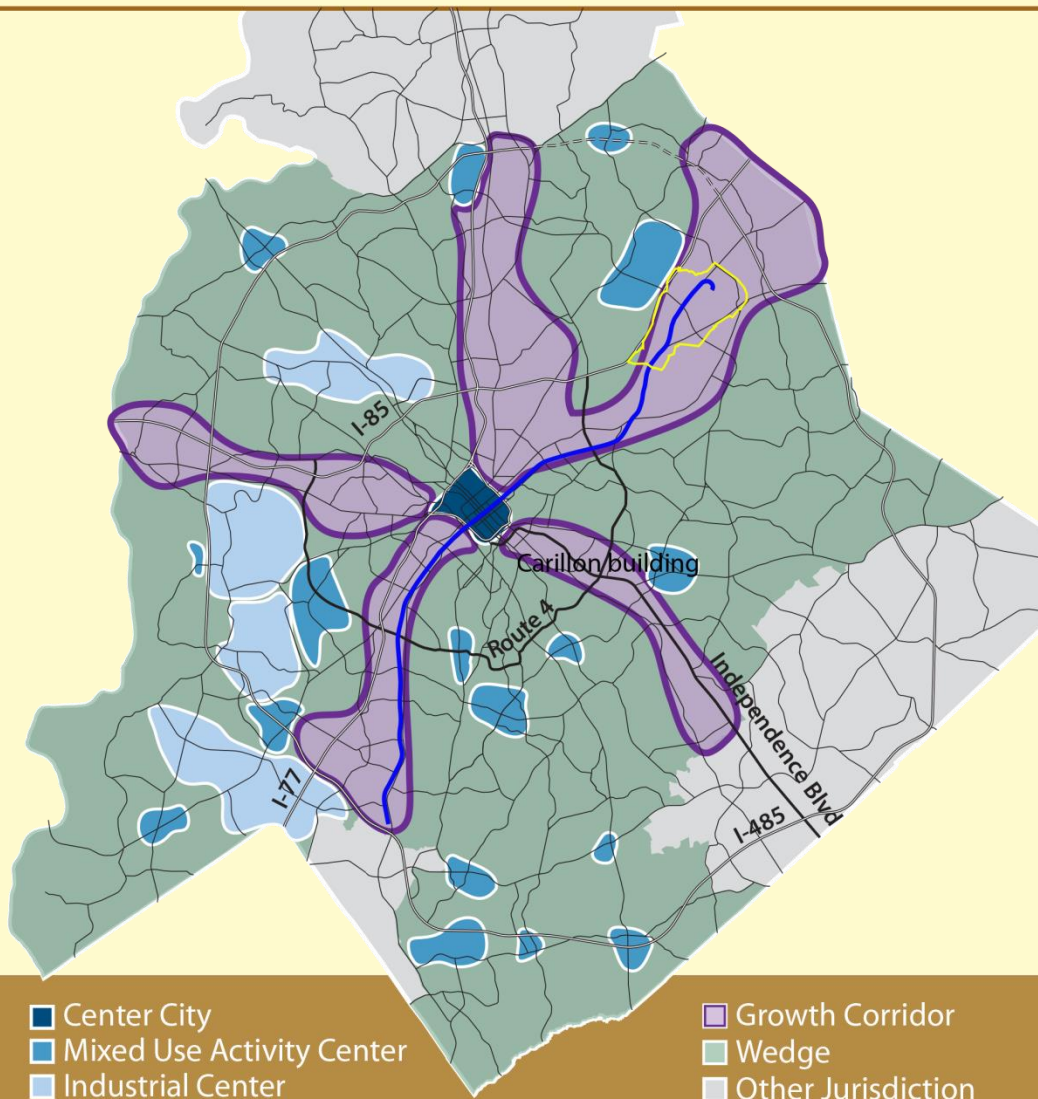 I-85
Carillon building
Route 4
Independence Blvd
I-77
I-485
Center City
Mixed Use Activity Center
Industrial Center
Growth Corridor
Wedge
Other Jurisdiction